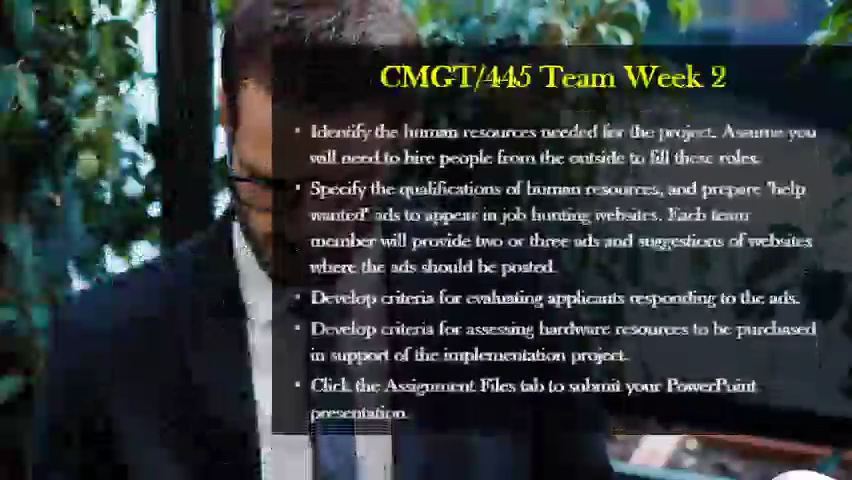 CMGT/445 Team Week 2
• Identify the human resources needed for the project. Assume you
will need to hire people from the outside to fill these roles.
• Specify the qualifications of human resources, and prepare "help
wanted" ads to appear in job hunting websites. Each team
member will provide two or three ads and suggestions of websites
where the ads should be posted.
• Develop criteria for evaluating applicants responding to the ads.
• Develop criteria for assessing hardware resources to be purchased
in support of the implementation project.
• Click the Assignment Files tab to submit your PowerPoint
presentation.